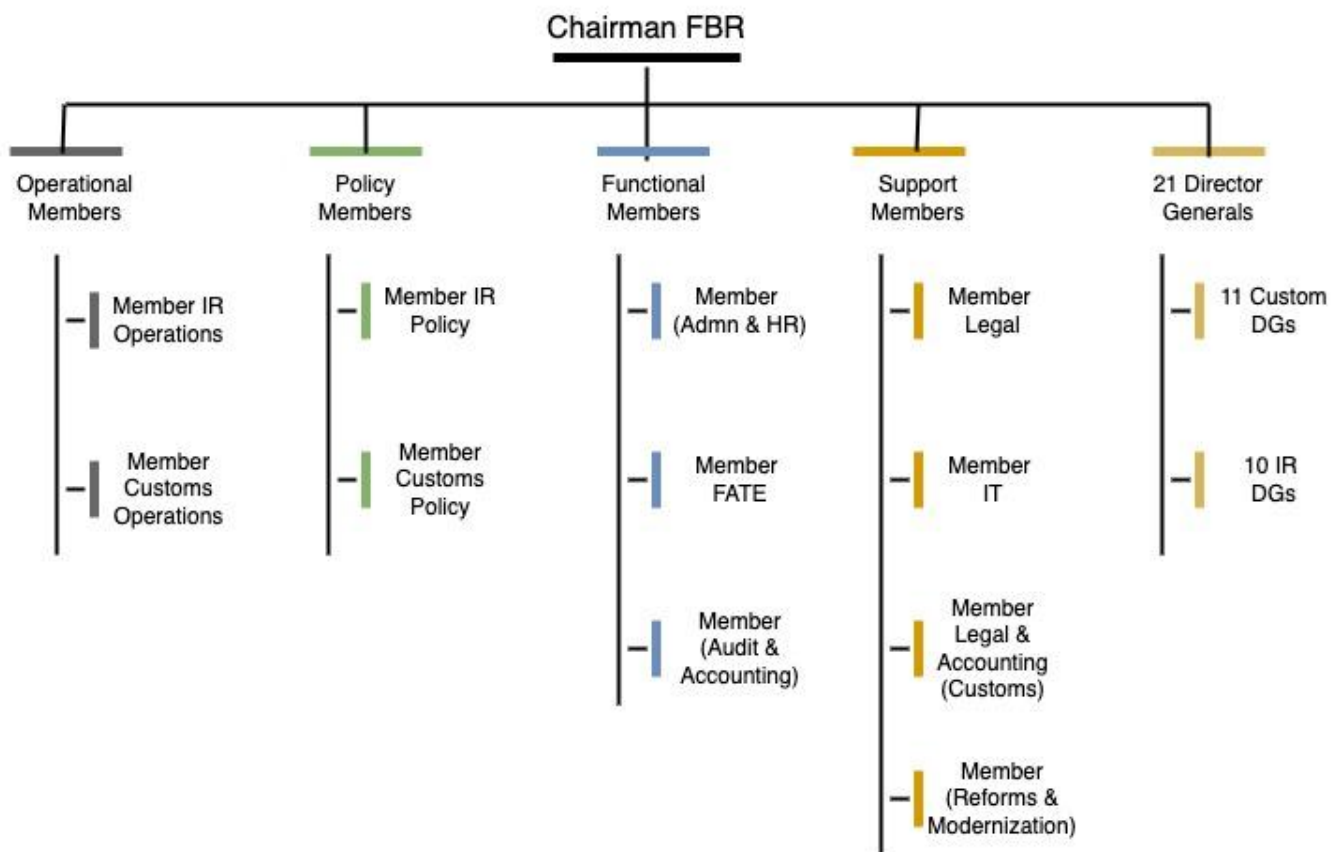 Chairman FBR
Operational
Members
Policy
Members
Functional
Members
Support
Members
21 Director
Generals
Member IR
Operations
Member
Customs
Operations
Member IR
Policy
Member
Customs
Policy
Member
(Admn & HR)
Member
FATE
Member
(Audit &
Accounting)
Member
Legal
Member
IT
Member
Legal &
Accounting
(Customs)
Member
(Reforms &
Modernization)
11 Custom
DGs
10 IR
DGs